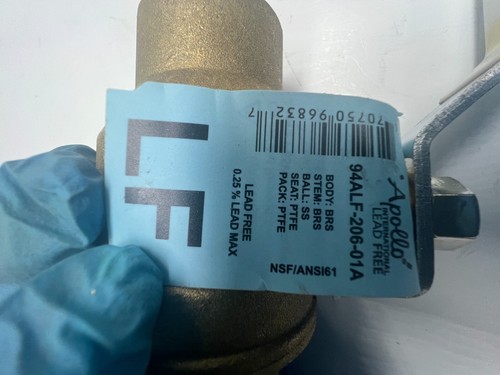 Apollo®
INTERNATIONAL
LEAD FREE
94ALF-206-01A
7 70750 96832
BODY: BRS
STEM: BRS
BALL: SS
SEAT: PTFE
PACK: PTFE
NSF/ANSI61
LEAD FREE
0.25 % LEAD MAX
LF